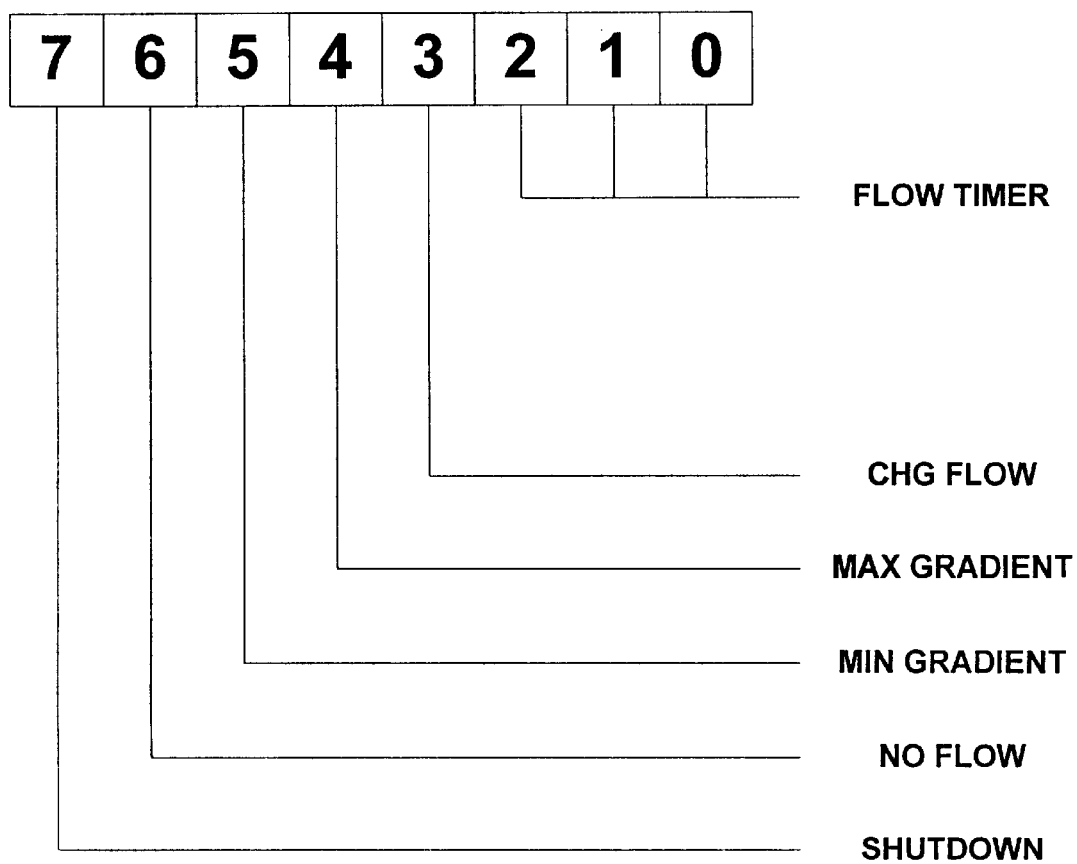 7 6 5 4 3 2 1 0
FLOW TIMER
CHG FLOW
MAX GRADIENT
MIN GRADIENT
NO FLOW
SHUTDOWN